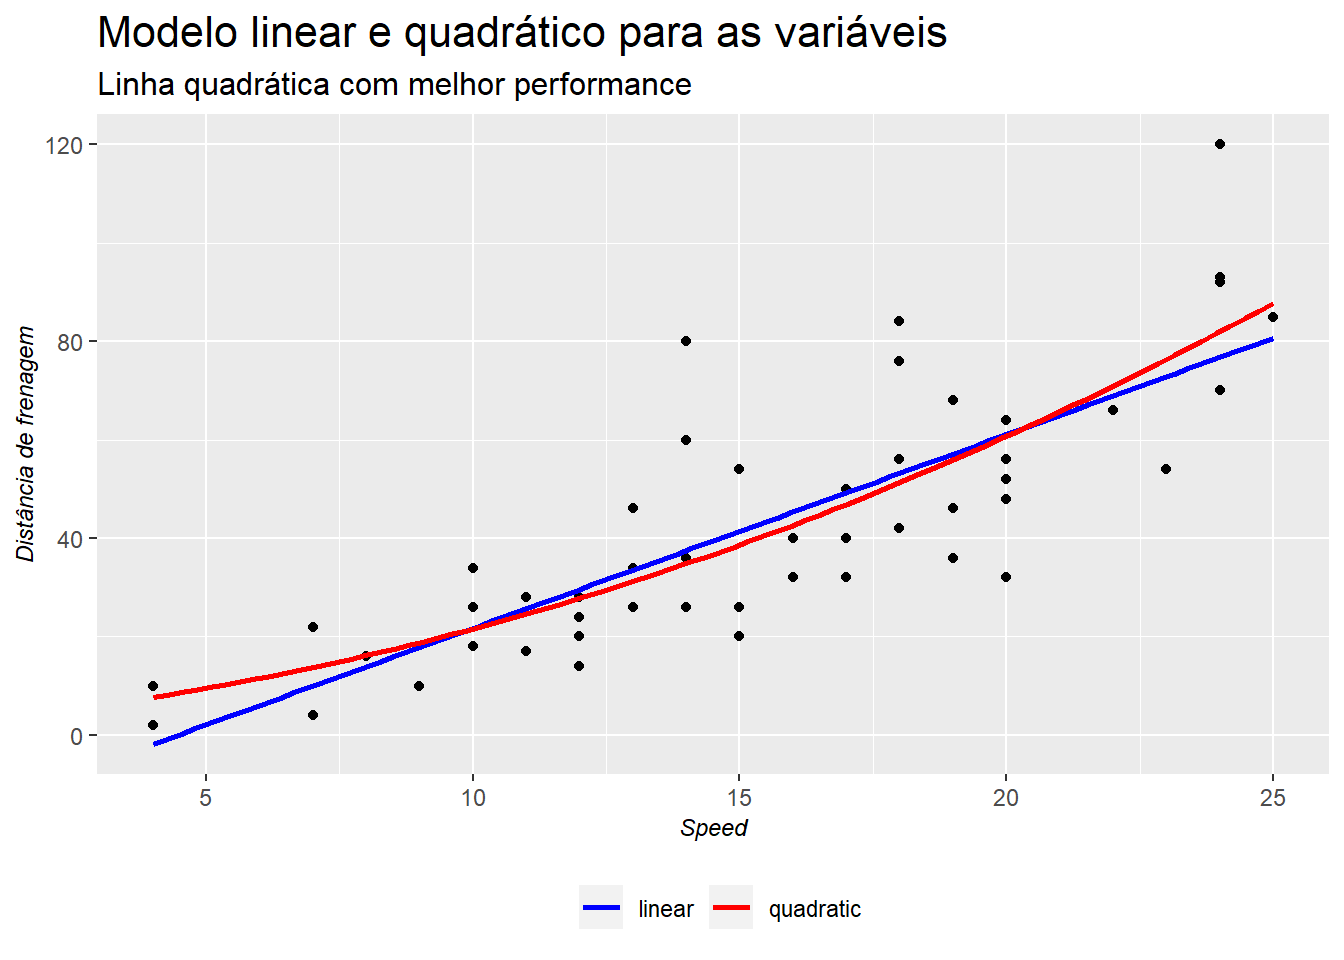 Modelo linear e quadrático para as variáveis
Linha quadrática com melhor performance
120
80
40
0
Distância de frenagem
5 10 15 20 25
Speed
linear quadratic